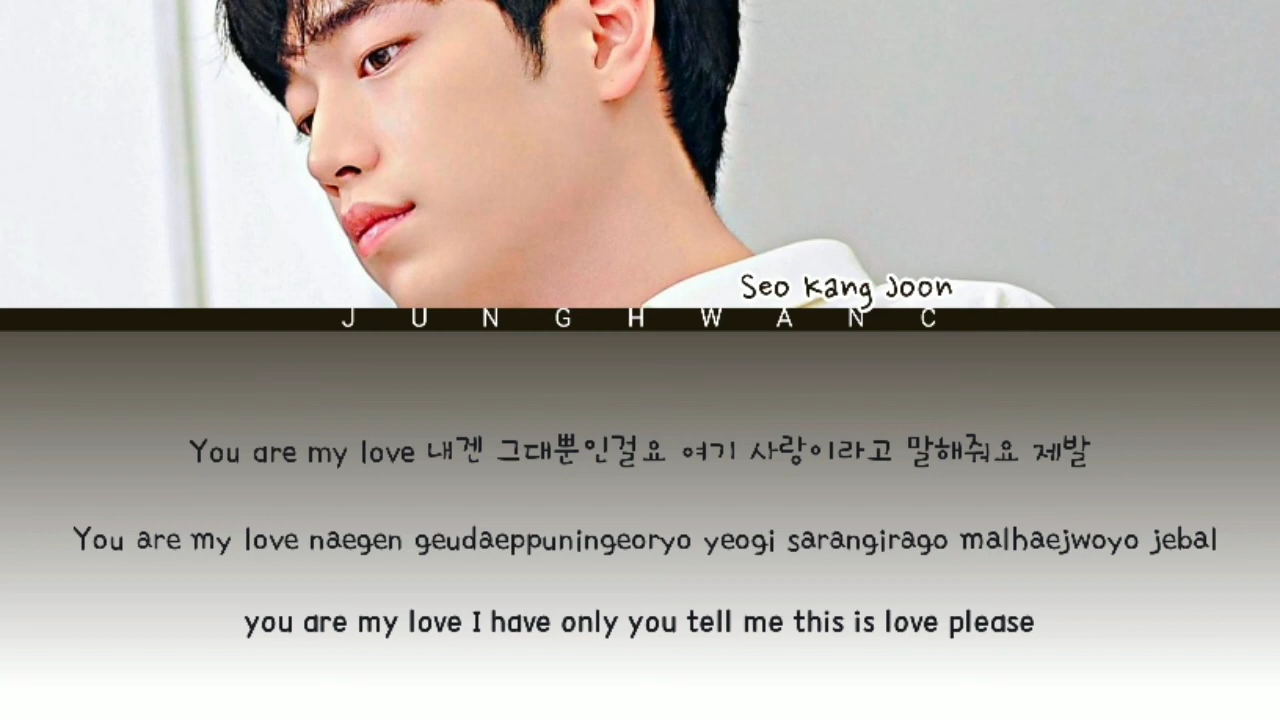 Seo Kang Joon
JUNGHWANC
You are my love 내겐 그대뿐인걸요 여기 사랑이라고 말해줘요 제발
You are my love naegen geudaeppuningeoryo yeogi sarangirago malhaejwoyo jebal
you are my love I have only you tell me this is love please